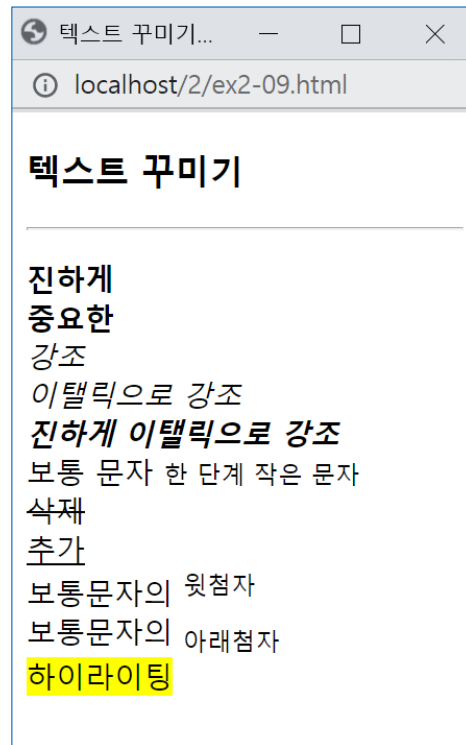 텍스트 꾸미기...
localhost/2/ex2-09.html
텍스트 꾸미기
진하게
중요한
강조
이탤릭으로 강조
진하게 이탤릭으로 강조
보통 문자 한 단계 작은 문자
삭제
추가
보통문자의 윗첨자
보통문자의 아래첨자
하이라이팅